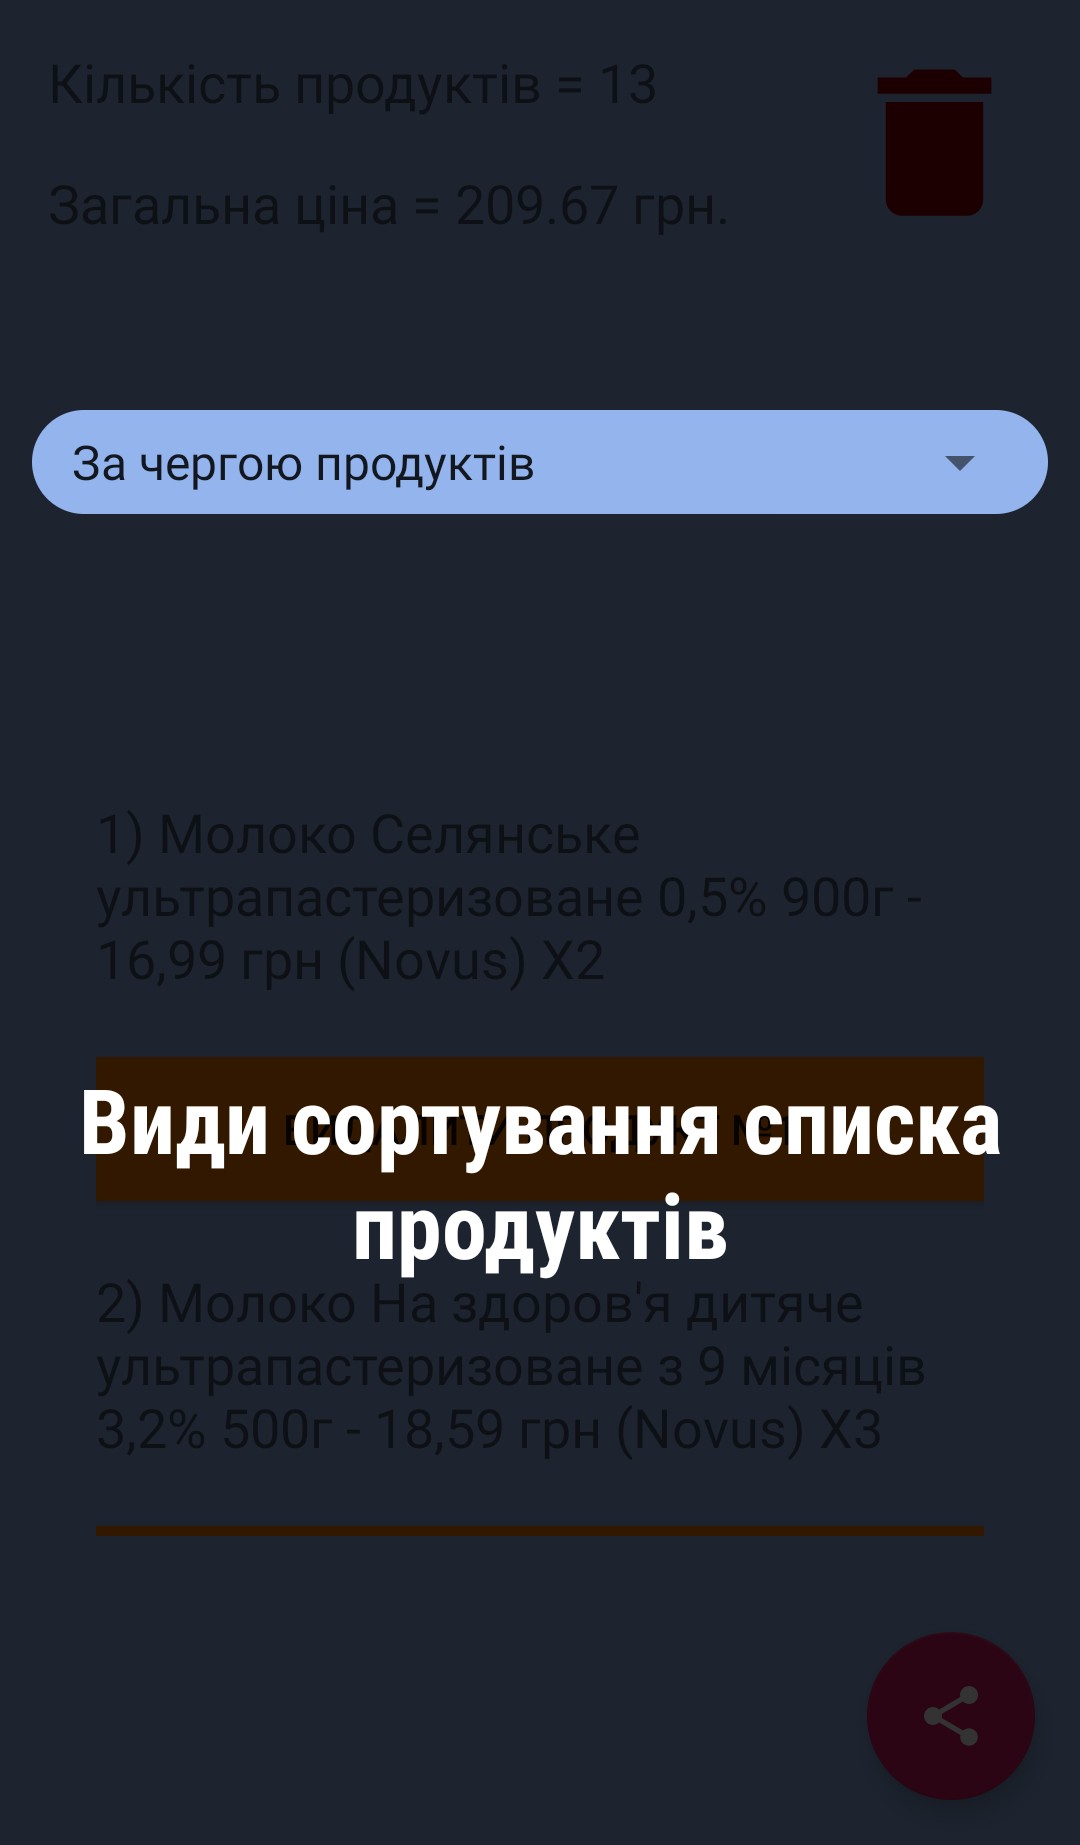 Кількість продуктів = 13
Загальна ціна = 209.67 грн.
За чергою продуктів
1) Молоко Селянське
ультрапастеризоване 0,5% 900г -
16,99 грн (Novus) X2
Види сортування списка
продуктів
2) Молоко На здоров'я дитяче
ультрапастеризоване з 9 місяців
3,2% 500г - 18,59 грн (Novus) X3